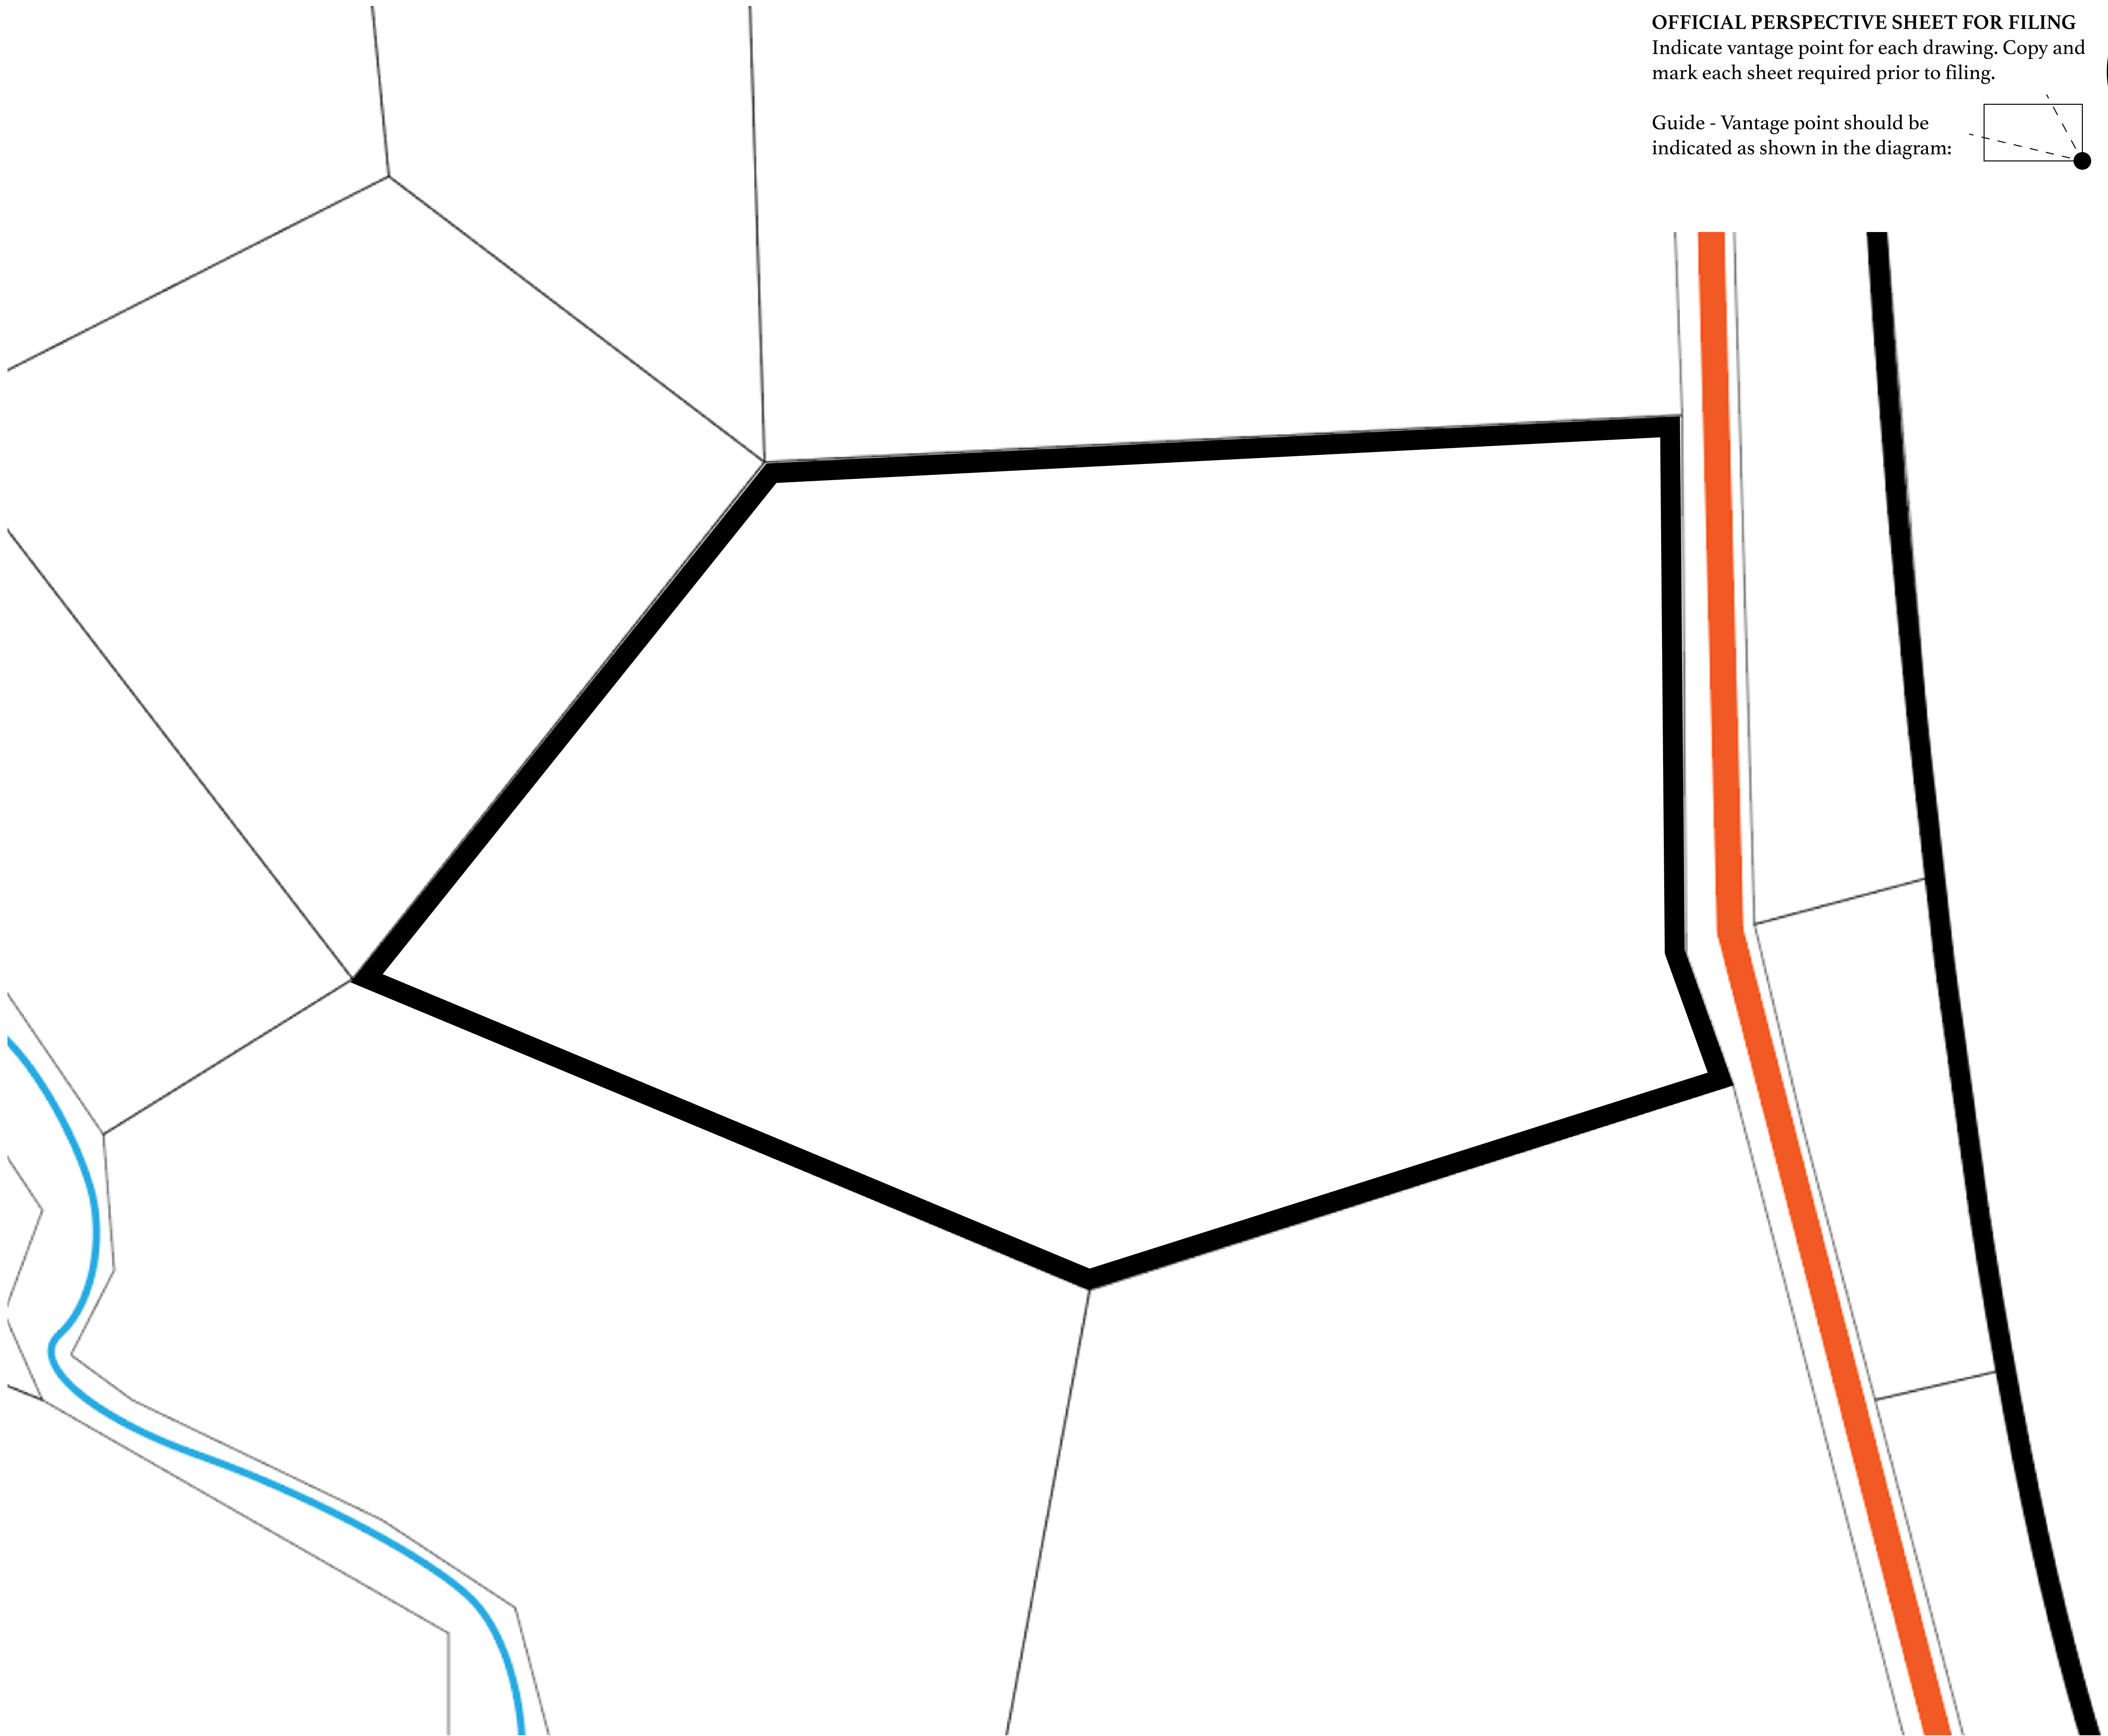 OFFICIAL PERSPECTIVE SHEET FOR FILING
Indicate vantage point for each drawing. Copy and
mark each sheet required prior to filing.
Guide - Vantage point should be
indicated as shown in the diagram: